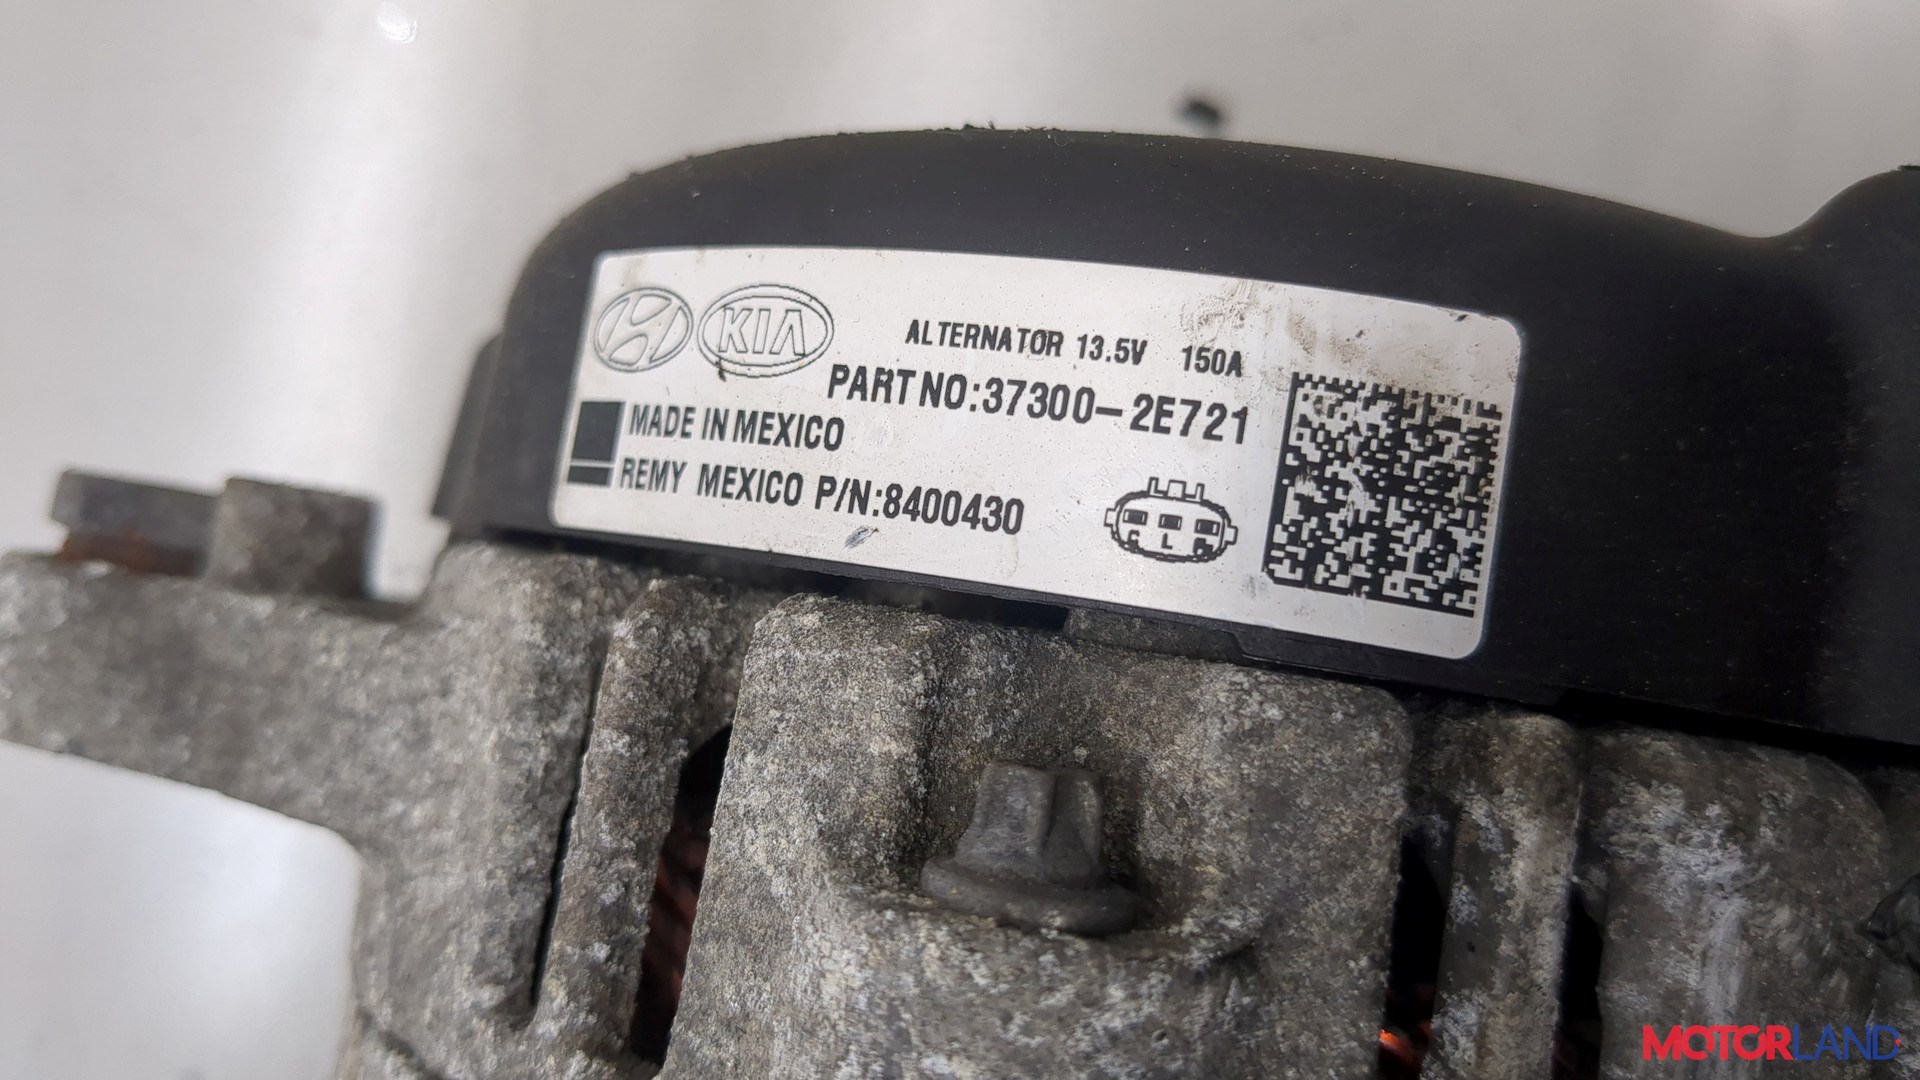 KIA
ALTERNATOR 13.5V 150A
PART NO:37300-2E721
MADE IN MEXICO
REMY MEXICO P/N:8400430
L
MOTORLAND